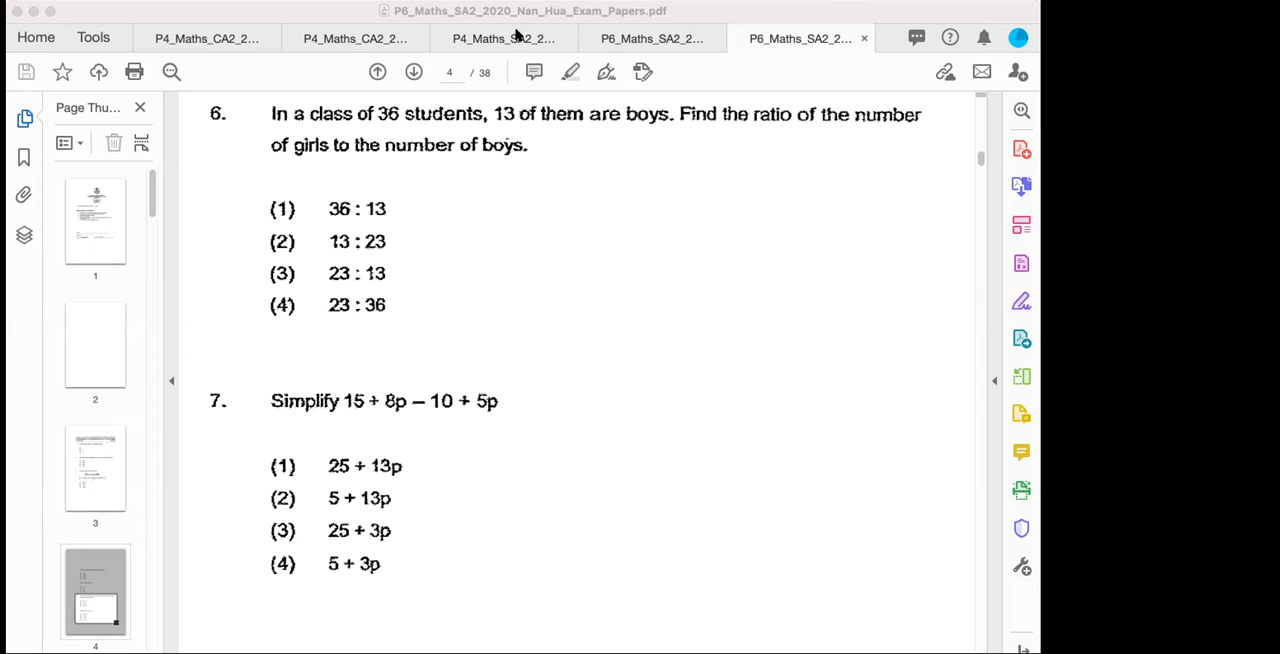 P6_Maths_SA2_2020_Nan_Hua_Exam_Papers.pdf
Home Tools P4_Maths_CA2_2... P4_Maths_CA2_2... P4_Maths_SA2_2... P6_Maths_SA2_2... P6_Maths_SA2_2... ×
4 / 38
Page Thu... ×
1
2
3
4
6. In a class of 36 students, 13 of them are boys. Find the ratio of the number
of girls to the number of boys.
(1) 36 : 13
(2) 13 : 23
(3) 23 : 13
(4) 23 : 36
7. Simplify 15 + 8p – 10 + 5p
(1) 25 + 13p
(2) 5 + 13p
(3) 25 + 3p
(4) 5 + 3p